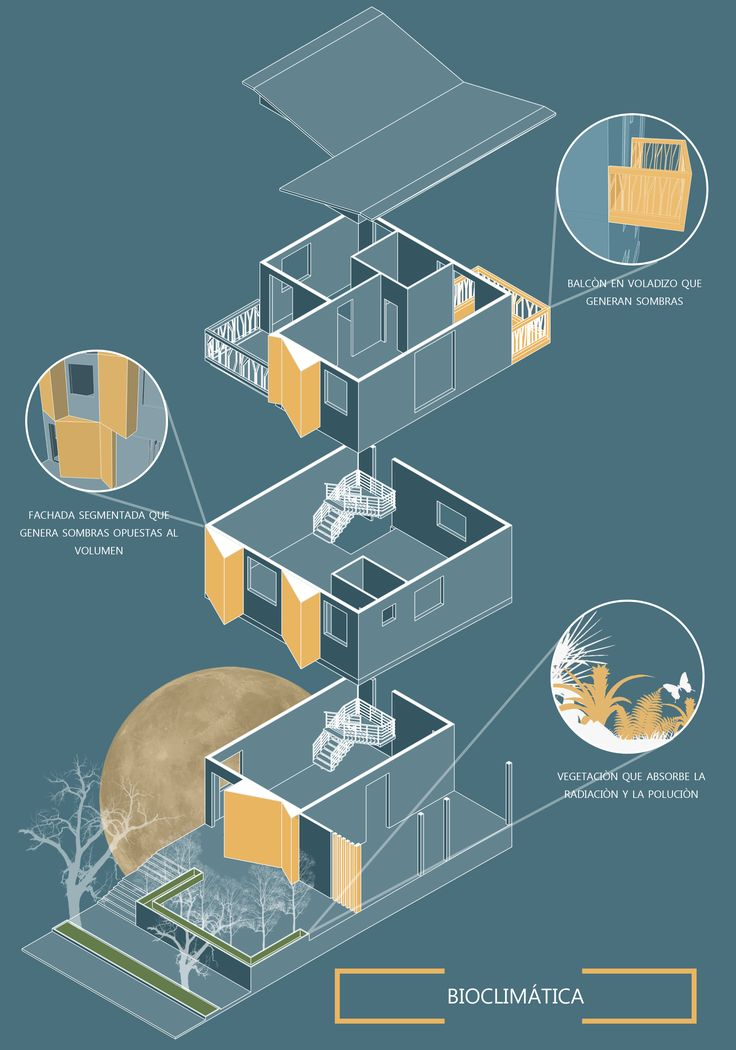 BALCÒN EN VOLADIZO QUE
GENERAN SOMBRAS
FACHADA SEGMENTADA QUE
GENERA SOMBRAS OPUESTAS AL
VOLUMEN
VEGETACIÒN QUE ABSORBE LA
RADIACIÒN Y LA POLUCIÒN
BIOCLIMÁTICA